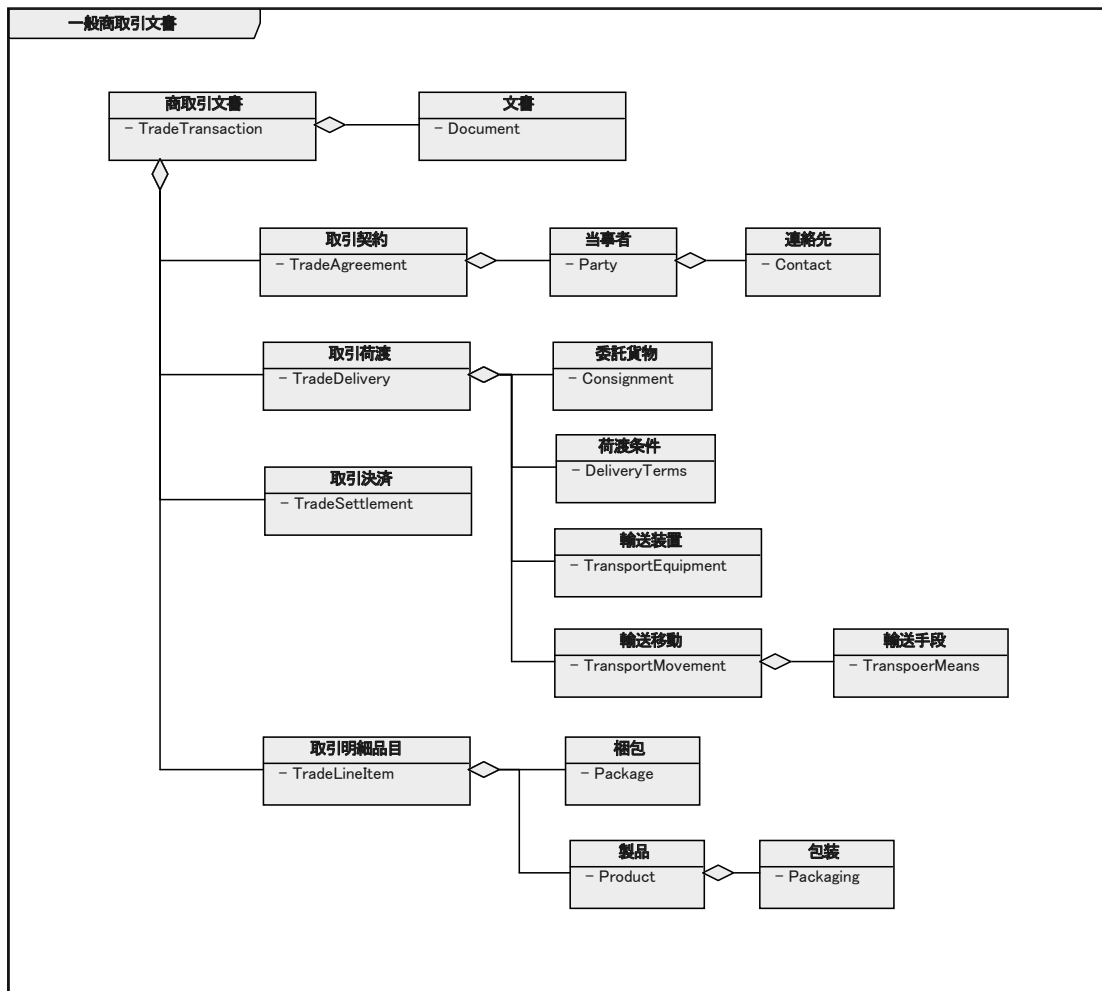 一般商取引文書
商取引文書
- TradeTransaction
文書
- Document
取引契約
- TradeAgreement
当事者
- Party
連絡先
- Contact
取引荷渡
- TradeDelivery
委託貨物
- Consignment
荷渡条件
- DeliveryTerms
取引決済
- TradeSettlement
輸送装置
- TransportEquipment
輸送移動
- TransportMovement
輸送手段
- TranspoerMeans
取引明細品目
- TradeLineItem
梱包
- Package
製品
- Product
包装
- Packaging